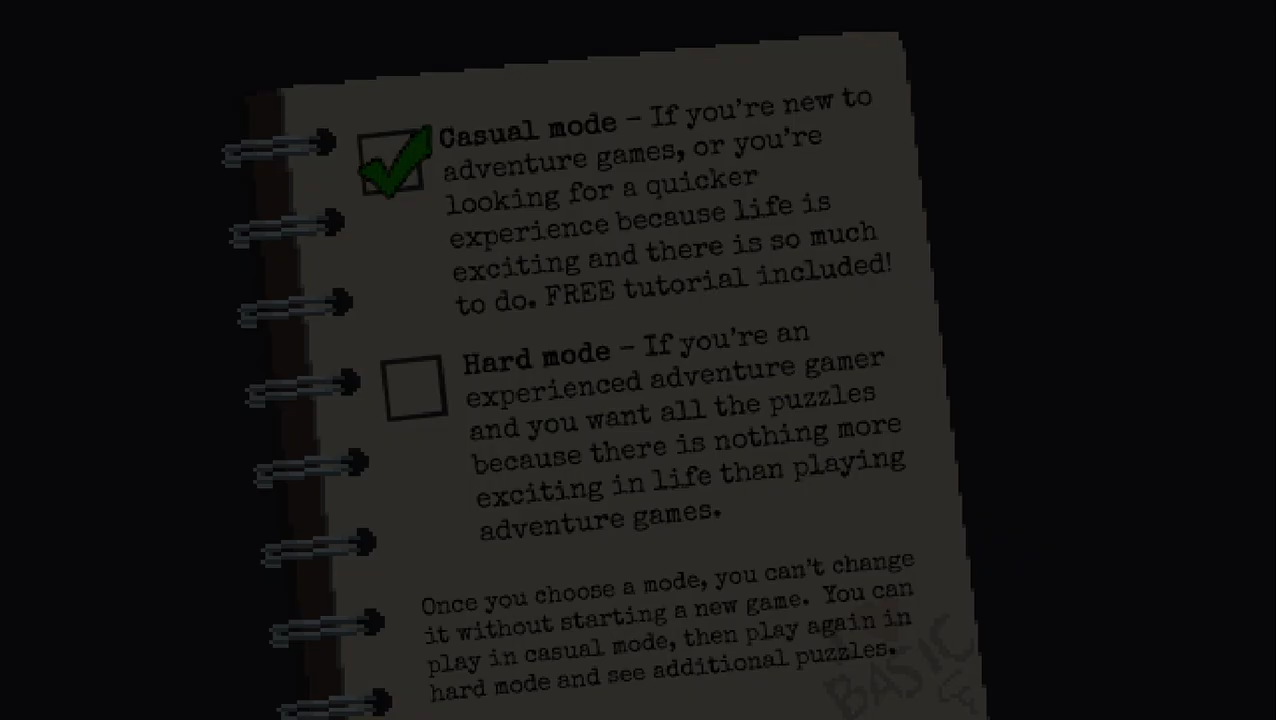 Casual mode – If you're new to
adventure games, or you're
looking for a quicker
experience because life is
exciting and there is so much
to do. FREE tutorial included!
Hard mode – If you're an
experienced adventure gamer
and you want all the puzzles
because there is nothing more
exciting in life than playing
adventure games.
Once you choose a mode, you can't change
it without starting a new game. You can
play in casual mode, then play again in
hard mode and see additional puzzles.
BASIC